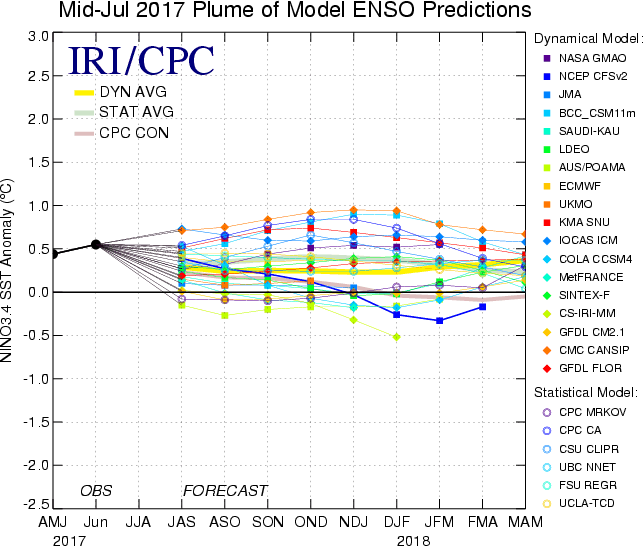 Mid-Jul 2017 Plume of Model ENSO Predictions
IRI/CPC
DYN AVG
STAT AVG
CPC CON
NINO3.4 SST Anomaly (ºC)
3.0
2.5
2.0
1.5
1.0
0.5
0.0
-0.5
-1.0
-1.5
-2.0
-2.5
OBS FORECAST
AMJ Jun JJA JAS ASO SON OND NDJ DJF JFM FMA MAM
2017 2018
Dynamical Model:
NASA GMAO
NCEP CFSv2
JMA
BCC_CSM11m
SAUDI-KAU
LDEO
AUS/POAMA
ECMWF
UKMO
KMA SNU
IOCAS ICM
COLA CCSM4
MetFRANCE
SINTEX-F
CS-IRI-MM
GFDL CM2.1
CMC CANSIP
GFDL FLOR
Statistical Model:
CPC MRKOV
CPC CA
CSU CLIPR
UBC NNET
FSU REGR
UCLA-TCD